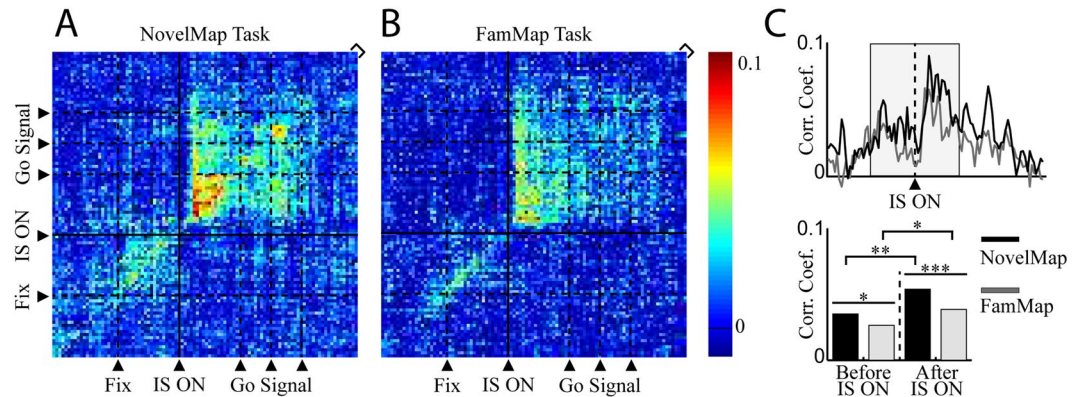 A
NovelMap Task
Go Signal
IS ON
Fix
Fix
IS ON
Go Signal
B
FamMap Task
Fix
IS ON
Go Signal
0.1
0
C
0.1
Corr. Coef.
0
IS ON
0.1
Corr. Coef.
0
*
**
*
***
NovelMap
FamMap
Before
IS ON
After
IS ON